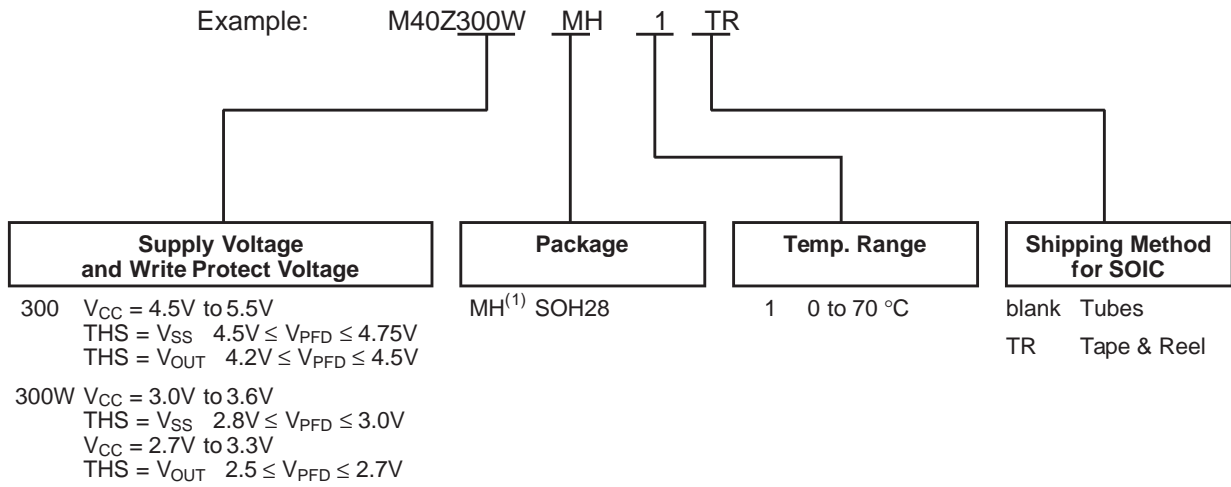 Example: M40Z300W MH 1 TR
Supply Voltage
and Write Protect Voltage
300 VCC = 4.5V to 5.5V
THS = VSS 4.5V ≤ VPFD ≤ 4.75V
THS = VOUT 4.2V ≤ VPFD ≤ 4.5V
300W VCC = 3.0V to 3.6V
THS = VSS 2.8V ≤ VPFD ≤ 3.0V
VCC = 2.7V to 3.3V
THS = VOUT 2.5 ≤ VPFD ≤ 2.7V
Package
MH(1) SOH28
Temp. Range
1 0 to 70 °C
Shipping Method
for SOIC
blank Tubes
TR Tape & Reel